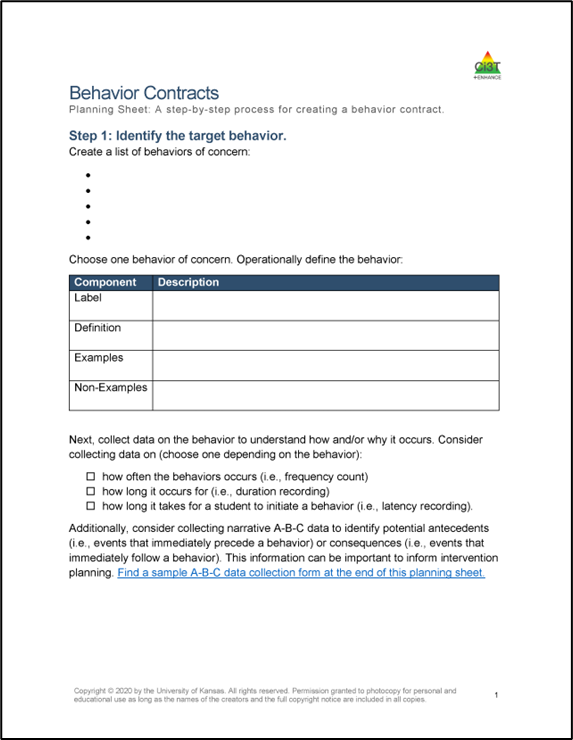 Ci3T
+ENHANCE
Behavior Contracts
Planning Sheet: A step-by-step process for creating a behavior contract.
Step 1: Identify the target behavior.
Create a list of behaviors of concern:
•
•
•
•
•
Choose one behavior of concern. Operationally define the behavior:
Component Description
Label
Definition
Examples
Non-Examples
Next, collect data on the behavior to understand how and/or why it occurs. Consider
collecting data on (choose one depending on the behavior):
☐ how often the behaviors occurs (i.e., frequency count)
☐ how long it occurs for (i.e., duration recording)
☐ how long it takes for a student to initiate a behavior (i.e., latency recording).
Additionally, consider collecting narrative A-B-C data to identify potential antecedents
(i.e., events that immediately precede a behavior) or consequences (i.e., events that
immediately follow a behavior). This information can be important to inform intervention
planning. Find a sample A-B-C data collection form at the end of this planning sheet.
Copyright © 2020 by the University of Kansas. All rights reserved. Permission granted to photocopy for personal and
educational use as long as the names of the creators and the full copyright notice are included in all copies.
1